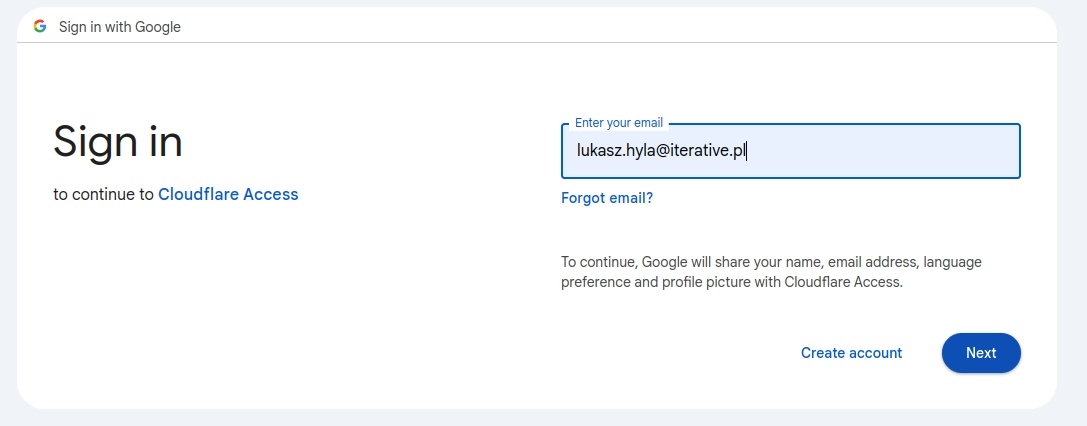 Sign in with Google
Sign in
to continue to Cloudflare Access
Enter your email
lukasz.hyla@iterative.pl
Forgot email?
To continue, Google will share your name, email address, language
preference and profile picture with Cloudflare Access.
Create account
Next